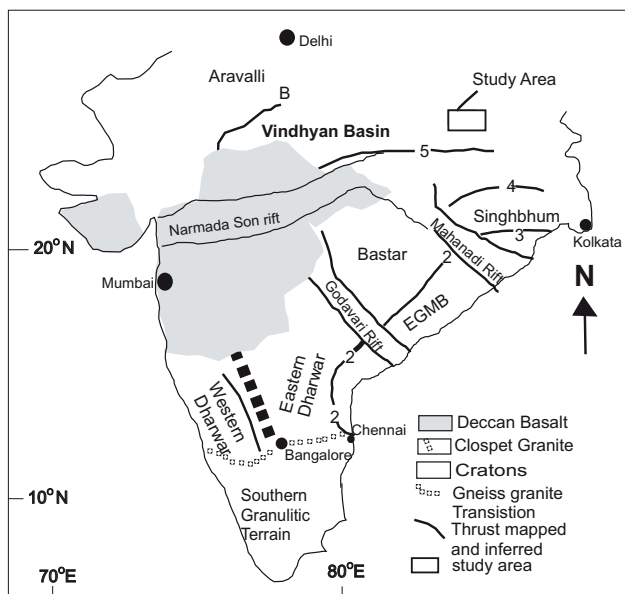 Delhi
Aravalli
Study Area
B
Vindhyan Basin
5
4
Narmada Son rift
Singhbhum
3
20°N
Kolkata
Mahanadi Rift
Bastar
2
Mumbai
N
Godavari Rift
EGMB
2
Eastern Dharwar
Western
Dharwar
2
Chennai
Bangalore
Deccan Basalt
Clospet Granite
Cratons
Gneiss granite
Transistion
Thrust mapped
and inferred
study area
Southern
Granulitic
Terrain
10°N
70°E
80°E